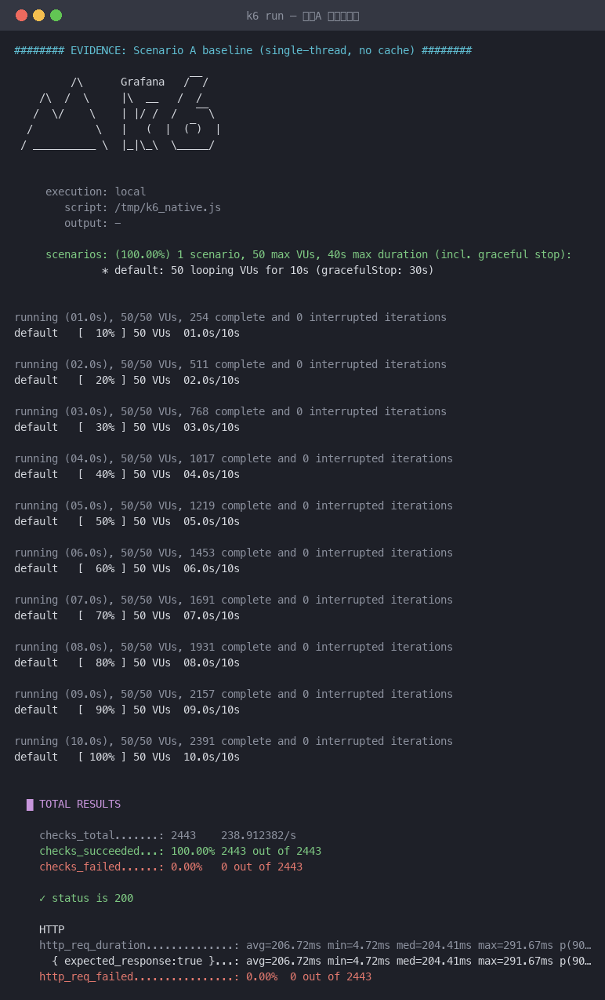 k6 run — A
######## EVIDENCE: Scenario A baseline (single-thread, no cache) ########
Grafana
execution: local
script: /tmp/k6_native.js
output: -
scenarios: (100.00%) 1 scenario, 50 max VUs, 40s max duration (incl. graceful stop):
* default: 50 looping VUs for 10s (gracefulStop: 30s)
running (01.0s), 50/50 VUs, 254 complete and 0 interrupted iterations
default [ 10% ] 50 VUs 01.0s/10s
running (02.0s), 50/50 VUs, 511 complete and 0 interrupted iterations
default [ 20% ] 50 VUs 02.0s/10s
running (03.0s), 50/50 VUs, 768 complete and 0 interrupted iterations
default [ 30% ] 50 VUs 03.0s/10s
running (04.0s), 50/50 VUs, 1017 complete and 0 interrupted iterations
default [ 40% ] 50 VUs 04.0s/10s
running (05.0s), 50/50 VUs, 1219 complete and 0 interrupted iterations
default [ 50% ] 50 VUs 05.0s/10s
running (06.0s), 50/50 VUs, 1453 complete and 0 interrupted iterations
default [ 60% ] 50 VUs 06.0s/10s
running (07.0s), 50/50 VUs, 1691 complete and 0 interrupted iterations
default [ 70% ] 50 VUs 07.0s/10s
running (08.0s), 50/50 VUs, 1931 complete and 0 interrupted iterations
default [ 80% ] 50 VUs 08.0s/10s
running (09.0s), 50/50 VUs, 2157 complete and 0 interrupted iterations
default [ 90% ] 50 VUs 09.0s/10s
running (10.0s), 50/50 VUs, 2391 complete and 0 interrupted iterations
default [ 100% ] 50 VUs 10.0s/10s
█ TOTAL RESULTS
checks_total.......: 2443 238.912382/s
checks_succeeded...: 100.00% 2443 out of 2443
checks_failed......: 0.00% 0 out of 2443
✓ status is 200
HTTP
http_req_duration..............: avg=206.72ms min=4.72ms med=204.41ms max=291.67ms p(90…
{ expected_response:true }...: avg=206.72ms min=4.72ms med=204.41ms max=291.67ms p(90…
http_req_failed................: 0.00% 0 out of 2443